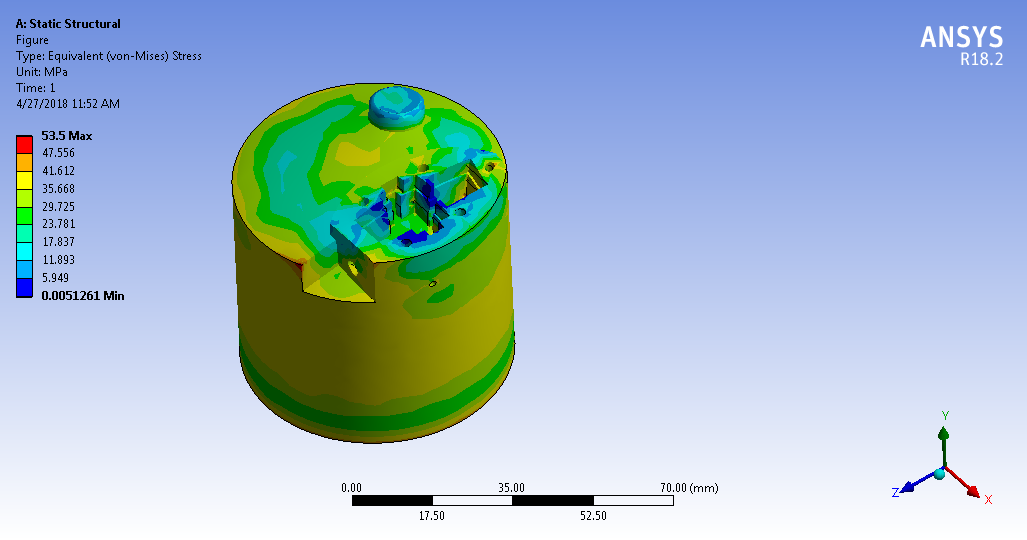 A: Static Structural
Figure
Type: Equivalent (von-Mises) Stress
Unit: MPa
Time: 1
4/27/2018 11:52 AM
ANSYS
R18.2
53.5 Max
47.556
41.612
35.668
29.725
23.781
17.837
11.893
5.949
0.0051261 Min
0.00 35.00 70.00 (mm)
17.50 52.50
Y
Z
X